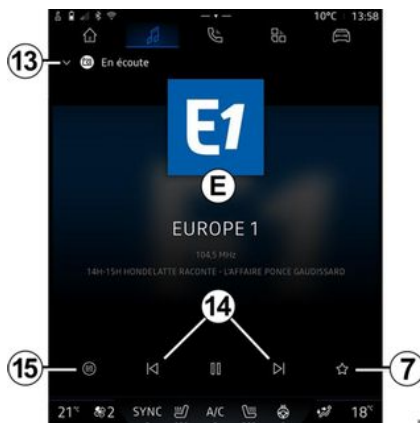 10°C 13:58
13
En écoute
E1
E
EUROPE 1
104,5 MHz
14H-15H HONDELATTE RACONTE - L'AFFAIRE PONCE GAUDISSARD
14
15
7
21°C 2 SYNC A/C 18°C